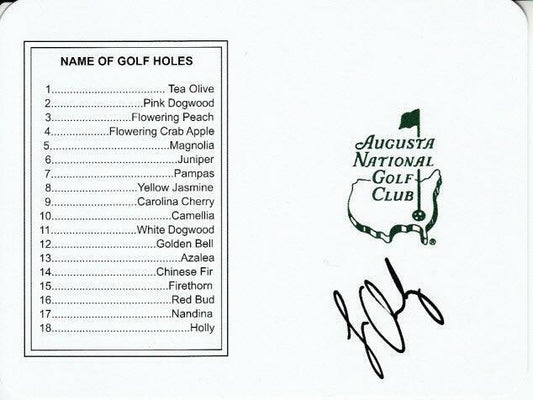 NAME OF GOLF HOLES
1.................................... Tea Olive
2..............................Pink Dogwood
3..........................Flowering Peach
4...................Flowering Crab Apple
5......................................Magnolia
6.........................................Juniper
7........................................Pampas
8............................Yellow Jasmine
9............................Carolina Cherry
10......................................Camellia
11...........................White Dogwood
12..................................Golden Bell
13.........................................Azalea
14..................................Chinese Fir
15.....................................Firethorn
16......................................Red Bud
17......................................Nandina
18............................................Holly
AUGUSTA
NATIONAL
GOLF
CLUB
®